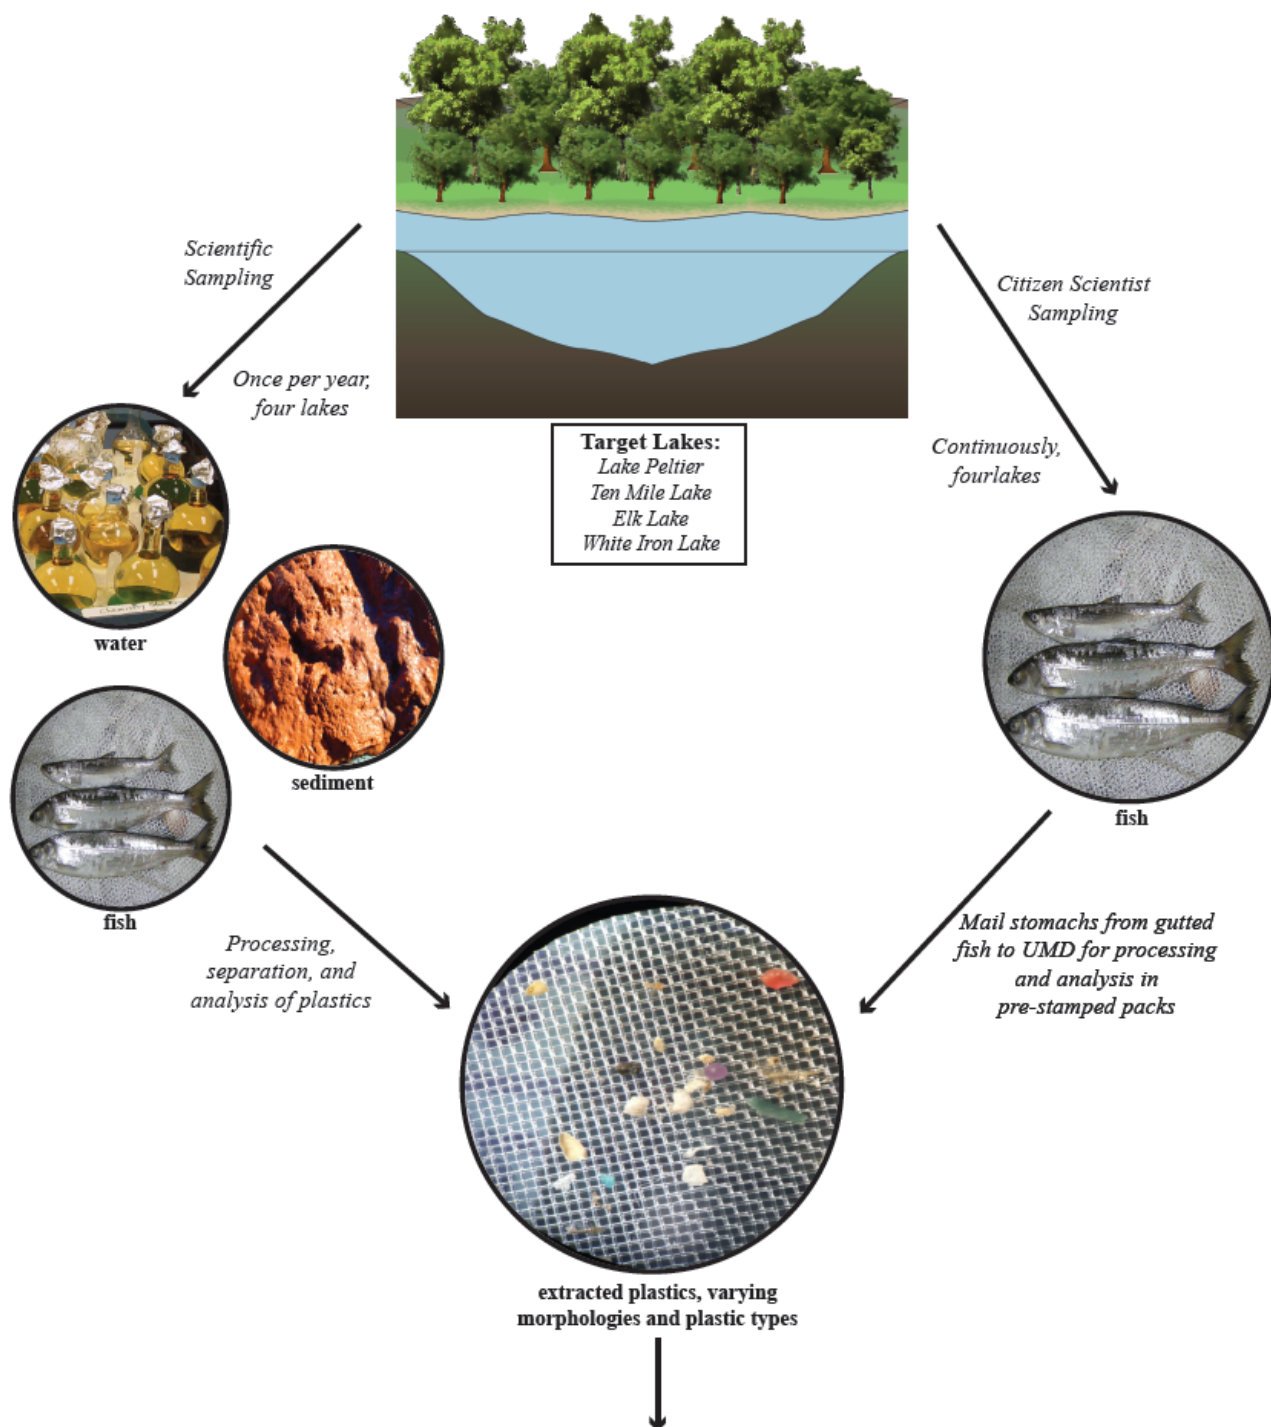 Scientific
Sampling
Once per year,
four lakes
Citizen Scientist
Sampling
Continuously,
fourlakes
Target Lakes:
Lake Peltier
Ten Mile Lake
Elk Lake
White Iron Lake
water
sediment
fish
fish
Processing,
separation, and
analysis of plastics
Mail stomachs from gutted
fish to UMD for processing
and analysis in
pre-stamped packs
extracted plastics, varying
morphologies and plastic types